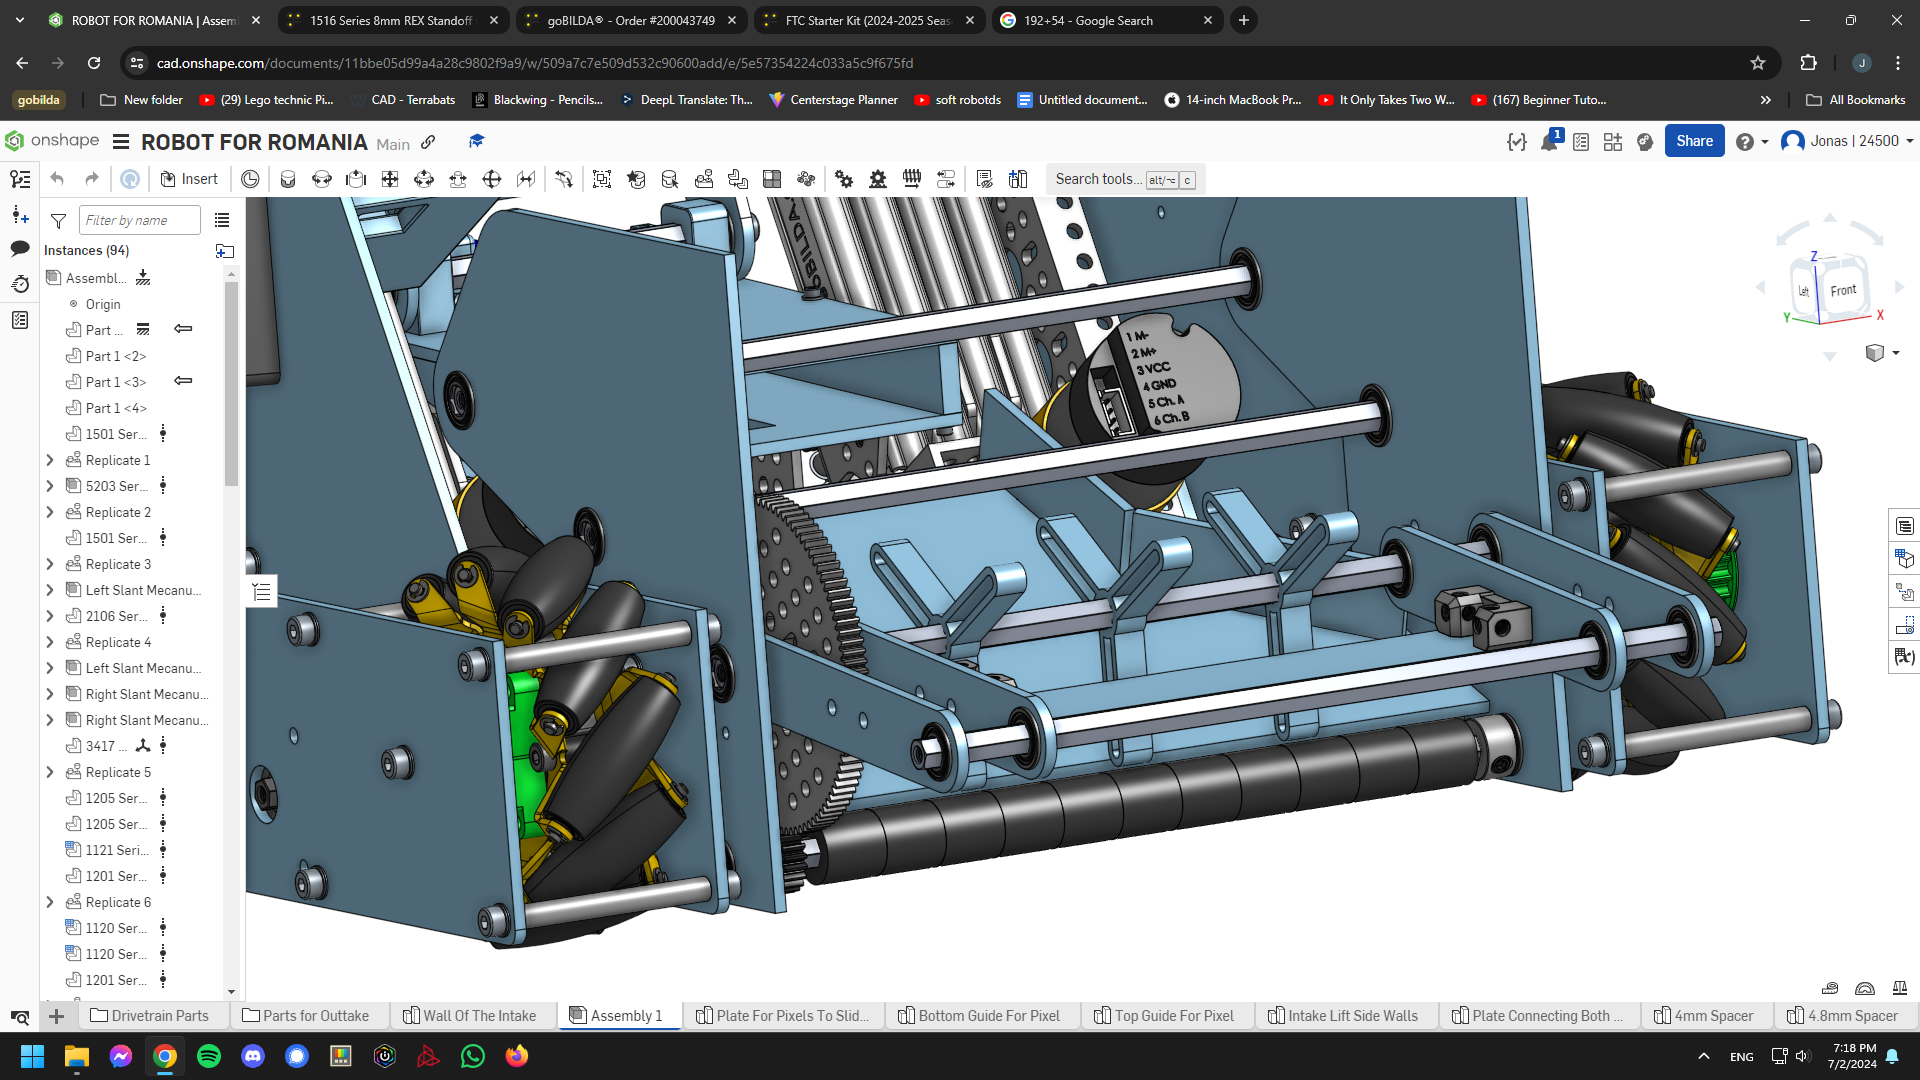 ROBOT FOR ROMANIA | Assem
1516 Series 8mm REX Standoff
goBILDA® - Order #200043749
FTC Starter Kit (2024-2025 Seas
192+54 - Google Search
cad.onshape.com/documents/11bbe05d99a4a28c9802f9a9/w/509a7c7e509d532c90600add/e/5e57354224c033a5c9f675fd
J
gobilda
New folder
(29) Lego technic Pi...
CAD - Terrabats
Blackwing - Pencils...
DeepL Translate: Th...
Centerstage Planner
soft robotds
Untitled document...
14-inch MacBook Pr...
It Only Takes Two W...
(167) Beginner Tuto...
All Bookmarks
onshape
ROBOT FOR ROMANIA
Main
1
Share
Jonas | 24500
Insert
Search tools...
alt/⌥
c
Filter by name
Instances (94)
Assembl...
Origin
Part ...
Part 1 <2>
Part 1 <3>
Part 1 <4>
1501 Ser...
Replicate 1
5203 Ser...
Replicate 2
1501 Ser...
Replicate 3
Left Slant Mecanu...
2106 Ser...
Replicate 4
Left Slant Mecanu...
Right Slant Mecanu...
Right Slant Mecanu...
3417 ...
Replicate 5
1205 Ser...
1205 Ser...
1121 Seri...
1201 Ser...
Replicate 6
1120 Ser...
1120 Ser...
1201 Ser...
1 M-
2 M+
3 VCC
4 GND
5 Ch. A
6 Ch. B
Z
Left
Front
Y
X
Drivetrain Parts
Parts for Outtake
Wall Of The Intake
Assembly 1
Plate For Pixels To Slid...
Bottom Guide For Pixel
Top Guide For Pixel
Intake Lift Side Walls
Plate Connecting Both ...
4mm Spacer
4.8mm Spacer
ENG
7:18 PM
7/2/2024